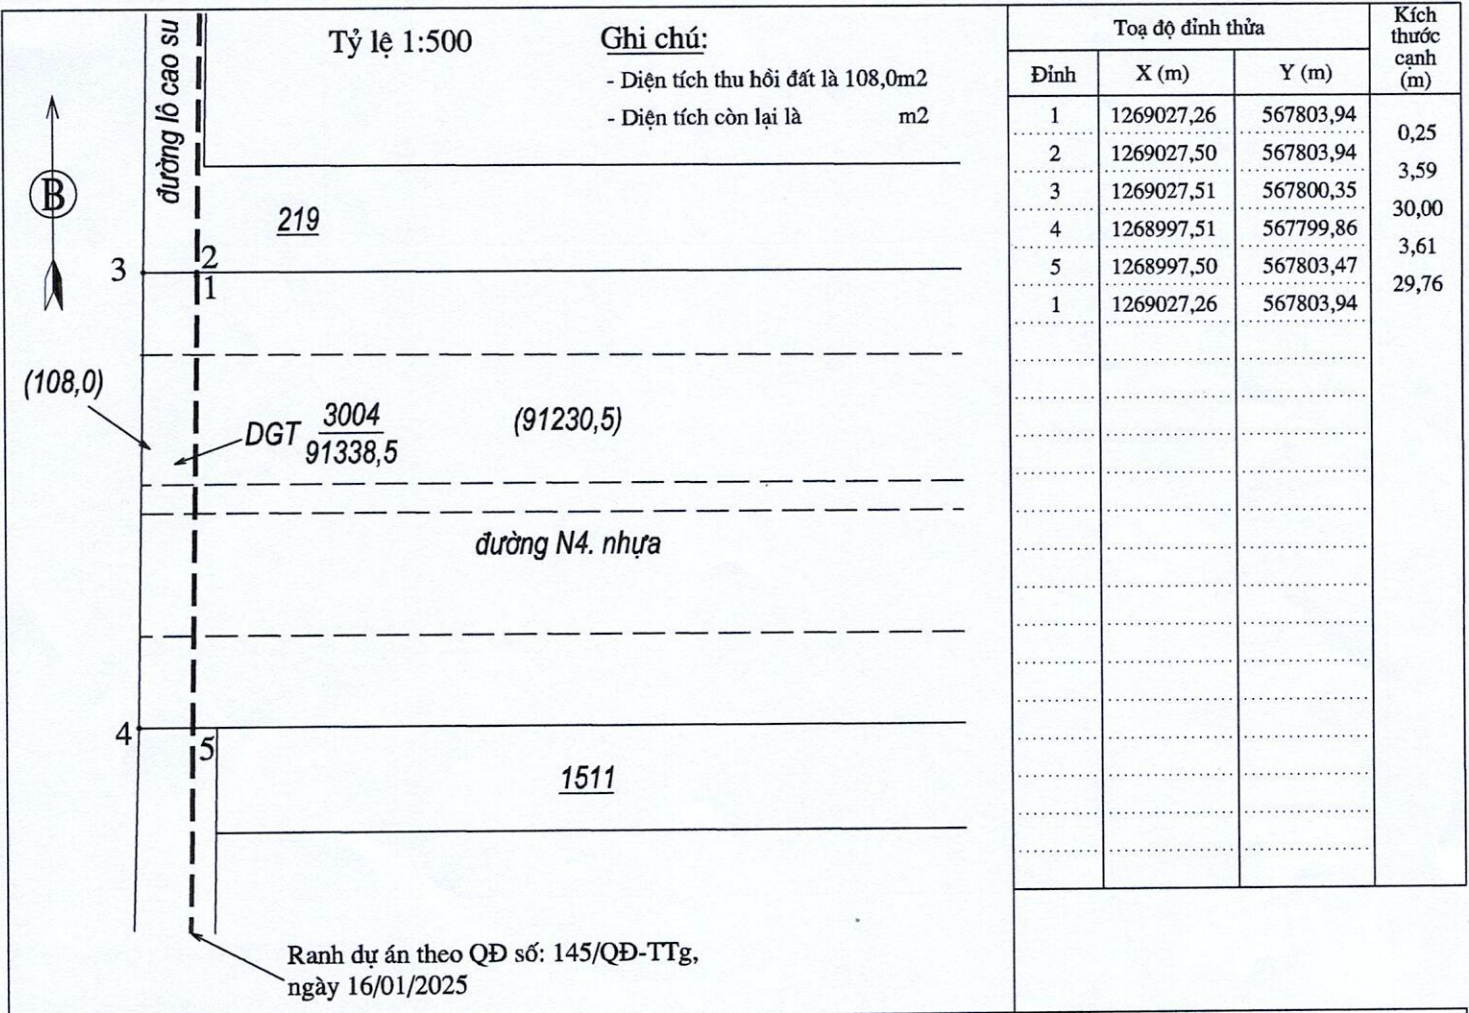 đường lô cao su
Tỷ lệ 1:500
Ghi chú:
- Diện tích thu hồi đất là 108,0m2
- Diện tích còn lại là m2
B
219
3
2
1
(108,0)
DGT 3004
91338,5
(91230,5)
đường N4. nhựa
4
5
1511
Ranh dự án theo QĐ số: 145/QĐ-TTg,
ngày 16/01/2025
Toạ độ đỉnh thửa
Kích
thước
cạnh
(m)
Đỉnh X (m) Y (m)
1 1269027,26 567803,94
0,25
2 1269027,50 567803,94
3,59
3 1269027,51 567800,35
30,00
4 1268997,51 567799,86
3,61
5 1268997,50 567803,47
29,76
1 1269027,26 567803,94